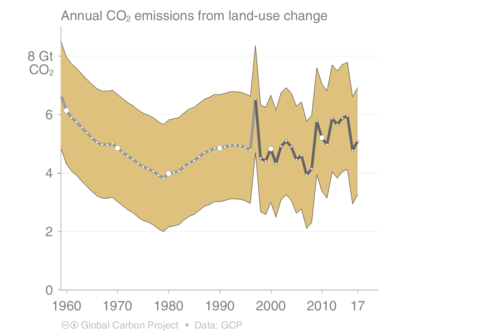 Annual CO₂ emissions from land-use change
8 Gt
CO₂
6
4
2
0
1960 1970 1980 1990 2000 2010 17
Global Carbon Project • Data: GCP